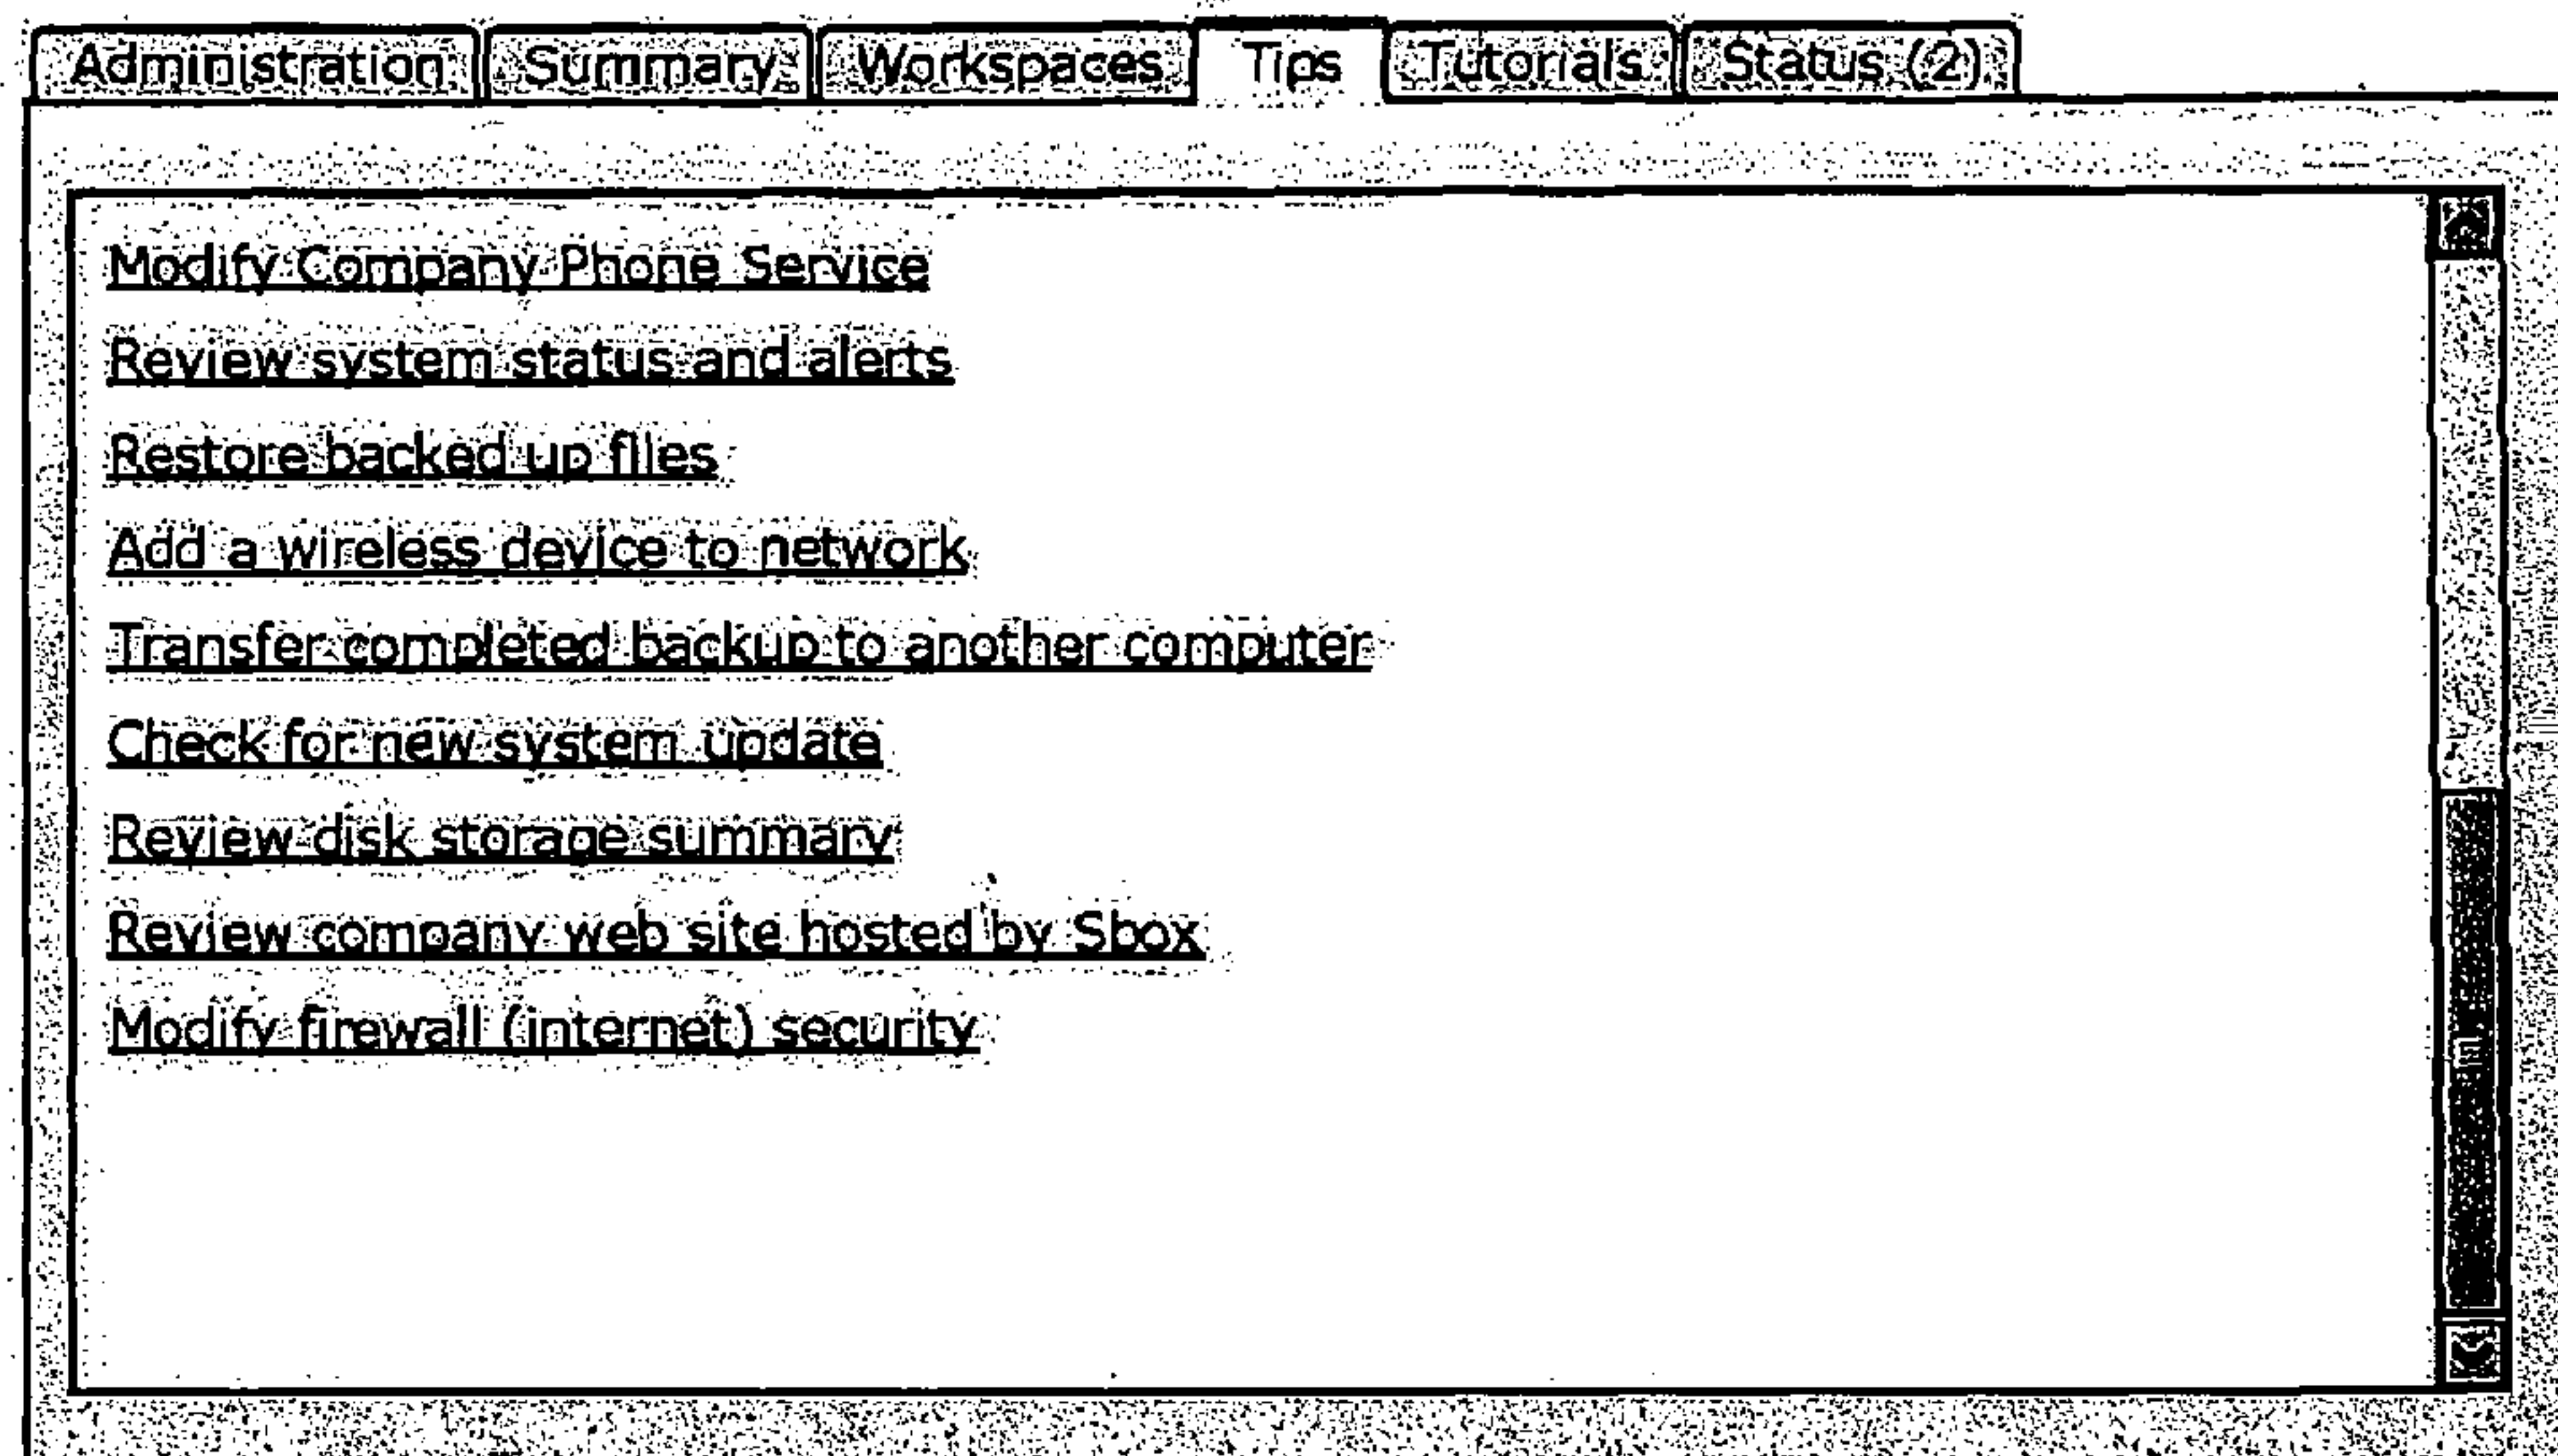 Administration Summary Workspaces Tips Tutorials Status (2)
Modify Company Phone Service
Review system status and alerts
Restore backed up files
Add a wireless device to network
Transfer completed backup to another computer
Check for new system update
Review disk storage summary
Review company web site hosted by Sbox
Modify firewall (internet) security